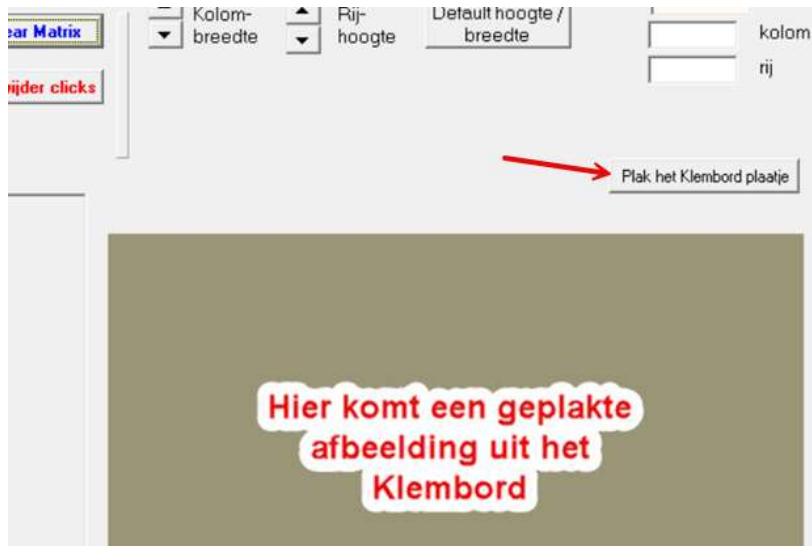 Kolom-
breedte
Rij-
hoogte
Default hoogte /
breedte
ear Matrix
kolom
rij
ijder clicks
Plak het Klembord plaatje
Hier komt een geplakte
afbeelding uit het
Klembord